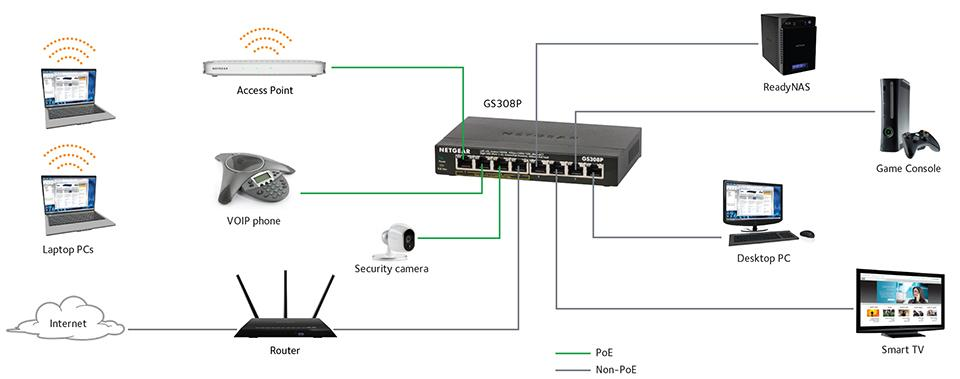 Access Point
ReadyNAS
GS308P
Game Console
NETGEAR
GS308P
VOIP phone
Laptop PCs
Security camera
Desktop PC
Internet
Router
Smart TV
PoE
Non-PoE